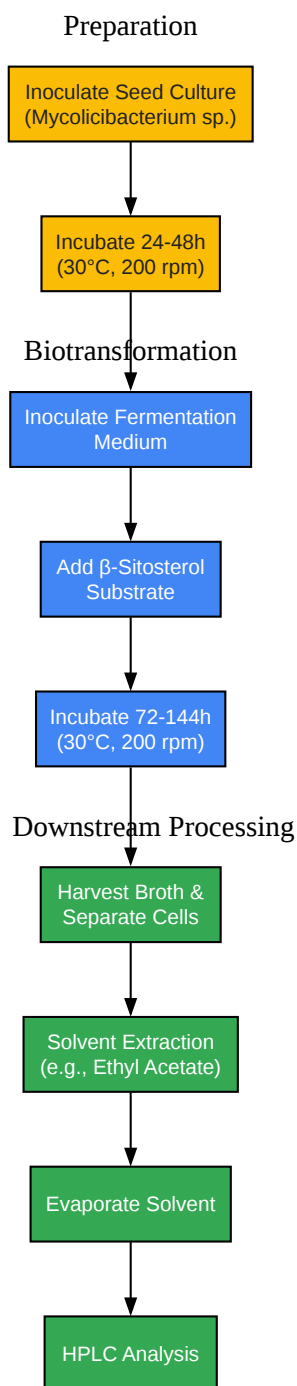 Preparation
Inoculate Seed Culture
(Mycolicibacterium sp.)
Incubate 24-48h
(30°C, 200 rpm)
Biotransformation
Inoculate Fermentation
Medium
Add β-Sitosterol
Substrate
Incubate 72-144h
(30°C, 200 rpm)
Downstream Processing
Harvest Broth &
Separate Cells
Solvent Extraction
(e.g., Ethyl Acetate)
Evaporate Solvent
HPLC Analysis